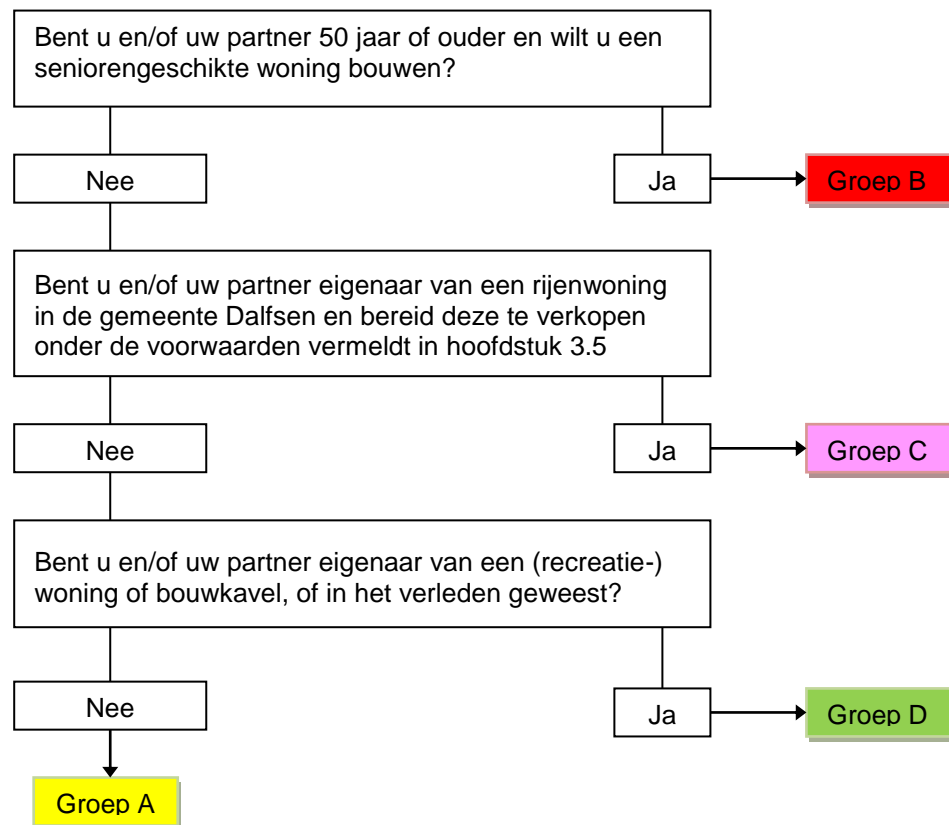 Bent u en/of uw partner 50 jaar of ouder en wilt u een
seniorengeschikte woning bouwen?
Nee
Ja
Groep B
Bent u en/of uw partner eigenaar van een rijenwoning
in de gemeente Dalfsen en bereid deze te verkopen
onder de voorwaarden vermeldt in hoofdstuk 3.5
Nee
Ja
Groep C
Bent u en/of uw partner eigenaar van een (recreatie-)
woning of bouwkavel, of in het verleden geweest?
Nee
Ja
Groep D
Groep A